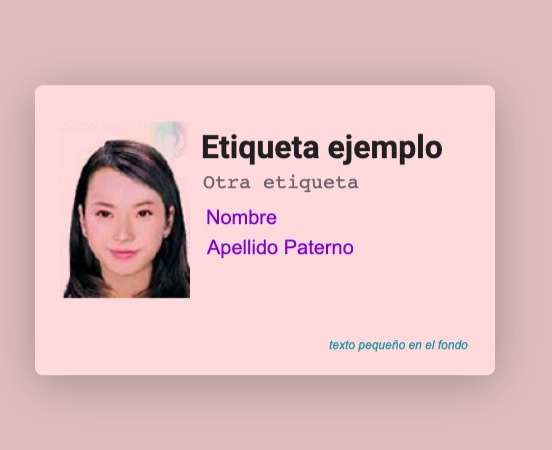 Etiqueta ejemplo
Otra etiqueta
Nombre
Apellido Paterno
texto pequeño en el fondo